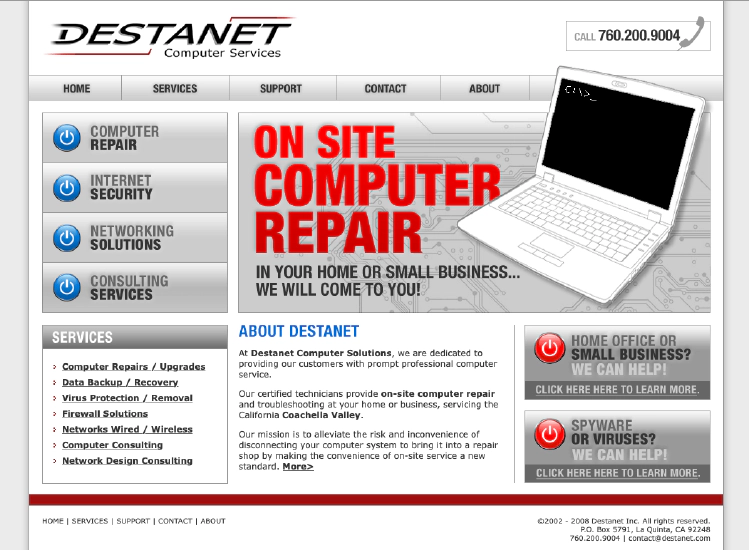 DESTANET
Computer Services
CALL 760.200.9004
HOME
SERVICES
SUPPORT
CONTACT
ABOUT
C:\>_
COMPUTER
REPAIR
INTERNET
SECURITY
NETWORKING
SOLUTIONS
CONSULTING
SERVICES
ON SITE
COMPUTER
REPAIR
IN YOUR HOME OR SMALL BUSINESS...
WE WILL COME TO YOU!
SERVICES
Computer Repairs / Upgrades
Data Backup / Recovery
Virus Protection / Removal
Firewall Solutions
Networks Wired / Wireless
Computer Consulting
Network Design Consulting
ABOUT DESTANET
At Destanet Computer Solutions, we are dedicated to
providing our customers with prompt professional computer
service.
Our certified technicians provide on-site computer repair
and troubleshooting at your home or business, servicing the
California Coachella Valley.
Our mission is to alleviate the risk and inconvenience of
disconnecting your computer system to bring it into a repair
shop by making the convenience of on-site service a new
standard. More>
HOME OFFICE OR
SMALL BUSINESS?
WE CAN HELP!
CLICK HERE HERE TO LEARN MORE.
SPYWARE
OR VIRUSES?
WE CAN HELP!
CLICK HERE HERE TO LEARN MORE.
HOME | SERVICES | SUPPORT | CONTACT | ABOUT
©2002 - 2008 Destanet Inc. All rights reserved.
P.O. Box 5791, La Quinta, CA 92248
760.200.9004 | contact@destanet.com